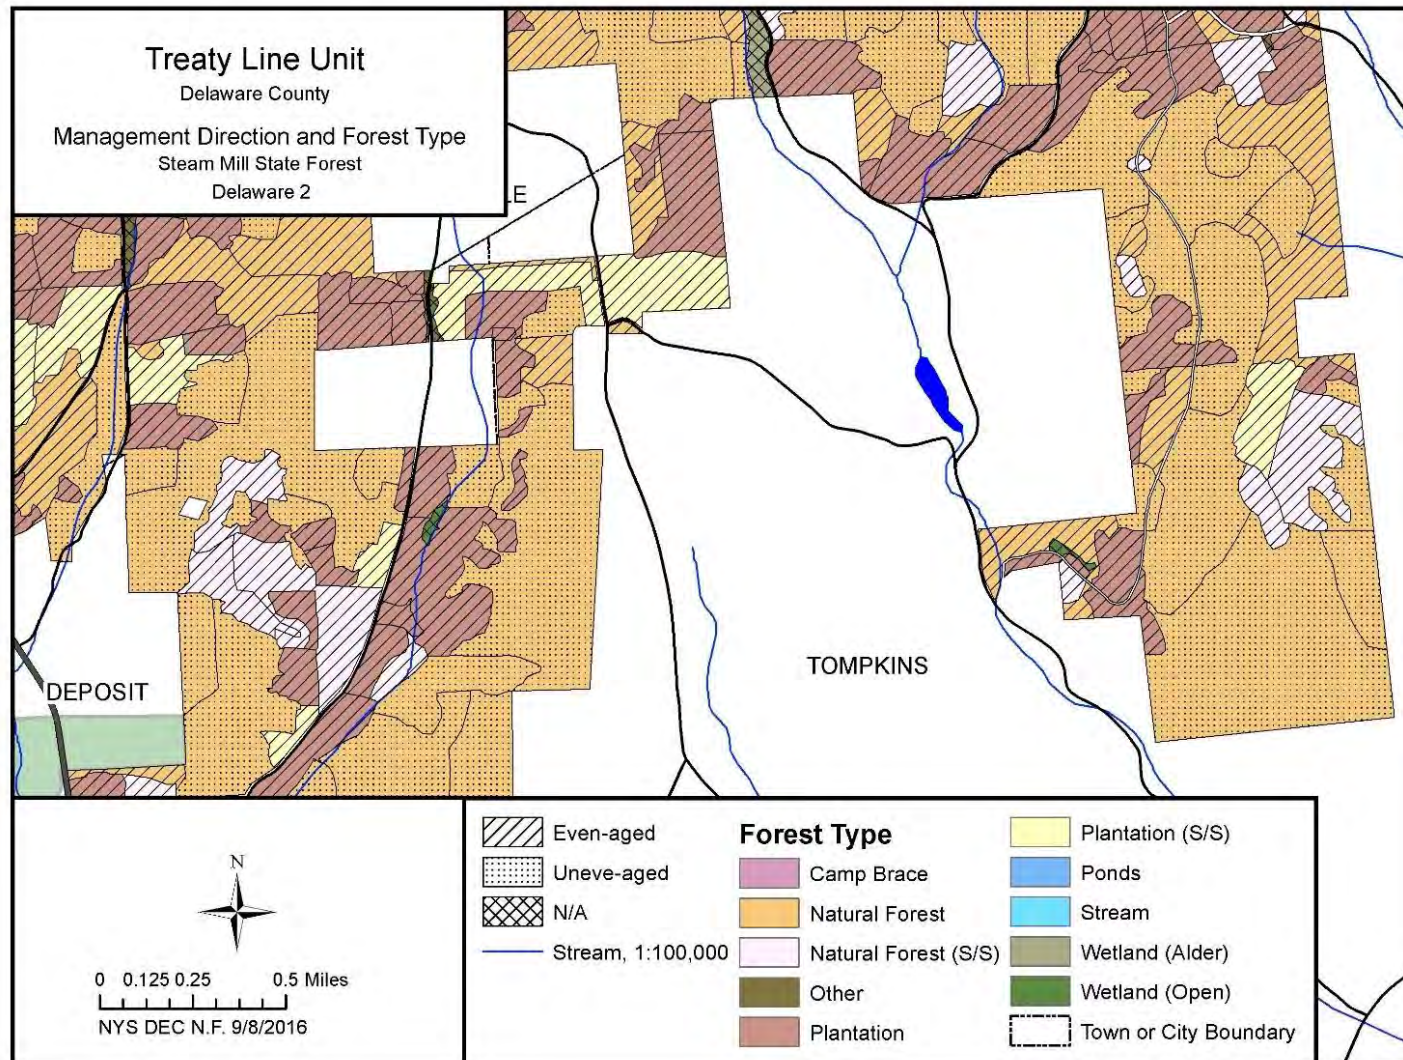 Treaty Line Unit
Delaware County
Management Direction and Forest Type
Steam Mill State Forest
Delaware 2
LE
DEPOSIT
TOMPKINS
N
0 0.125 0.25 0.5 Miles
NYS DEC N.F. 9/8/2016
Even-aged
Uneve-aged
N/A
Stream, 1:100,000
Forest Type
Camp Brace
Natural Forest
Natural Forest (S/S)
Other
Plantation
Plantation (S/S)
Ponds
Stream
Wetland (Alder)
Wetland (Open)
Town or City Boundary